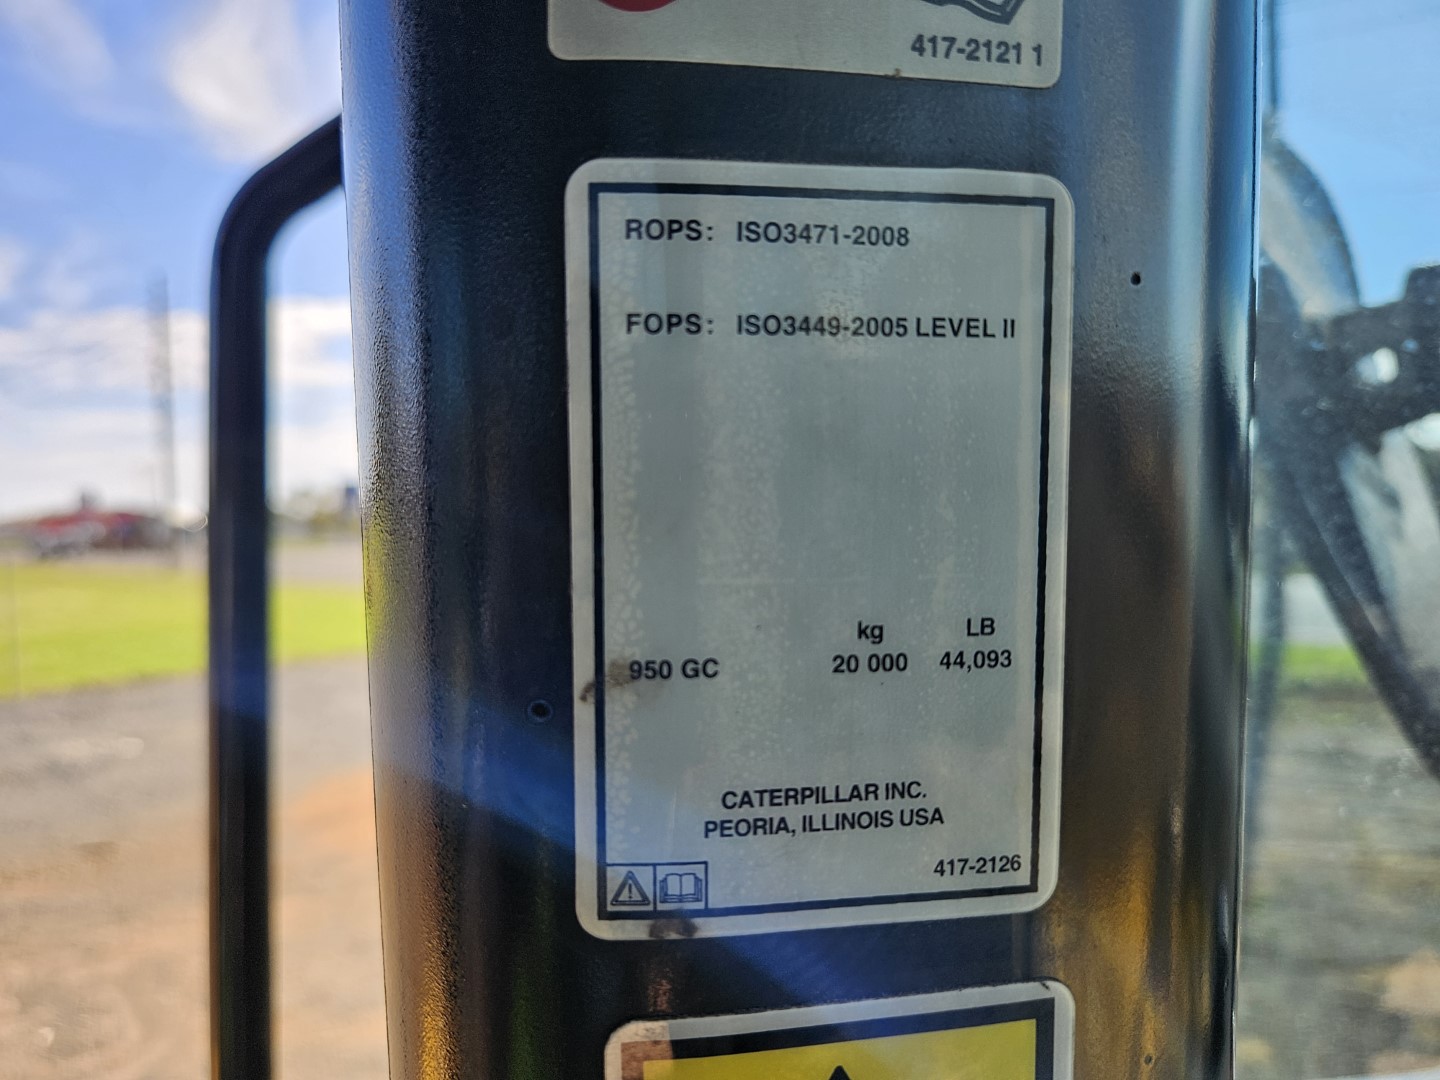 417-2121 1
ROPS: ISO3471-2008
FOPS: ISO3449-2005 LEVEL II
kg LB
950 GC 20 000 44,093
CATERPILLAR INC.
PEORIA, ILLINOIS USA
417-2126